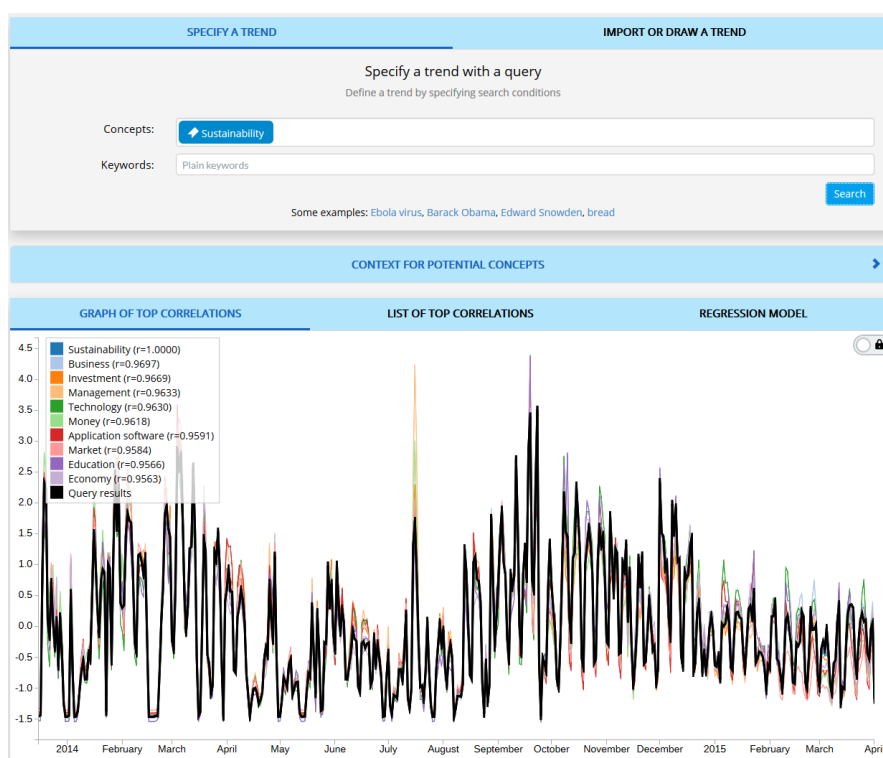 SPECIFY A TREND IMPORT OR DRAW A TREND
Specify a trend with a query
Define a trend by specifying search conditions
Concepts: Sustainability
Keywords: Plain keywords
Search
Some examples: Ebola virus, Barack Obama, Edward Snowden, bread
CONTEXT FOR POTENTIAL CONCEPTS
GRAPH OF TOP CORRELATIONS LIST OF TOP CORRELATIONS REGRESSION MODEL
4.5
4.0
3.5
3.0
2.5
2.0
1.5
1.0
0.5
0.0
-0.5
-1.0
-1.5
Sustainability (r=1.0000)
Business (r=0.9697)
Investment (r=0.9669)
Management (r=0.9633)
Technology (r=0.9630)
Money (r=0.9618)
Application software (r=0.9591)
Market (r=0.9584)
Education (r=0.9566)
Economy (r=0.9563)
Query results
2014 February March April May June July August September October November December 2015 February March April